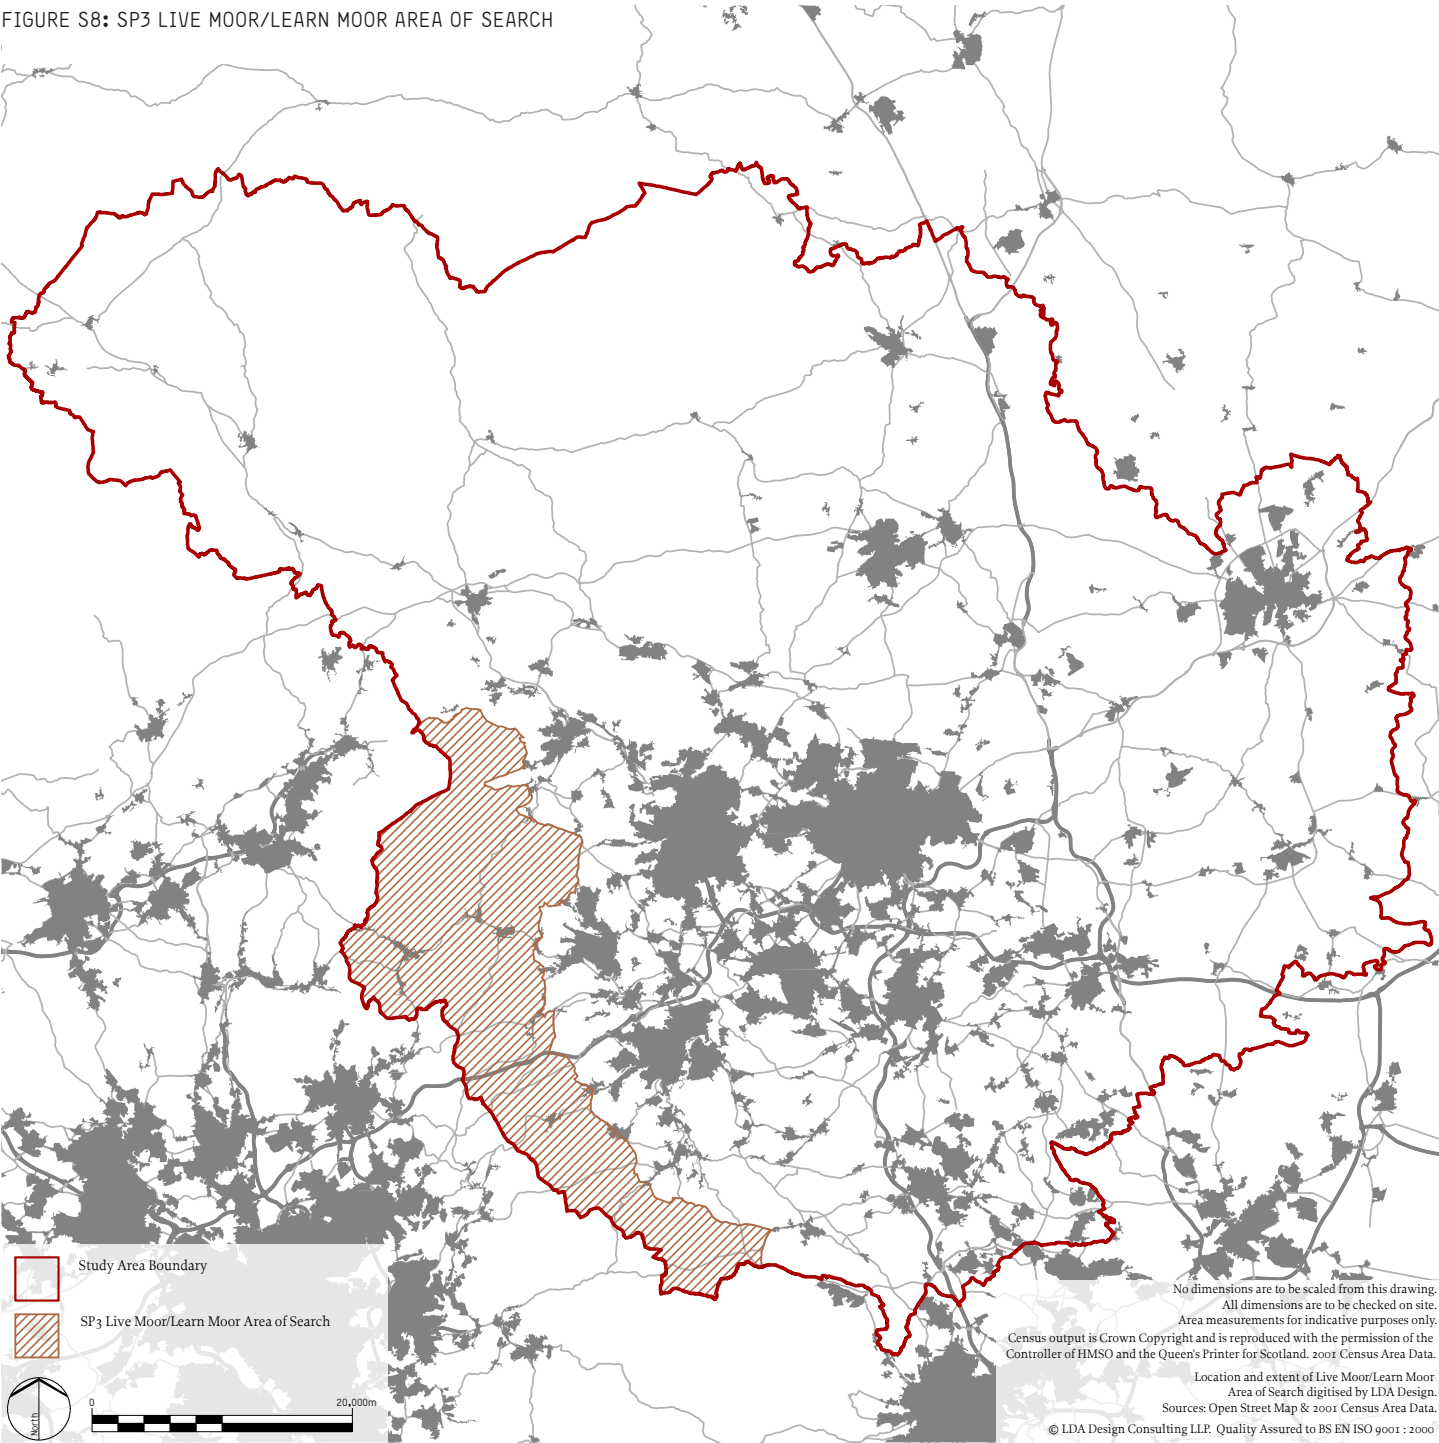 FIGURE S8: SP3 LIVE MOOR/LEARN MOOR AREA OF SEARCH
Study Area Boundary
SP3 Live Moor/Learn Moor Area of Search
North
0
20,000m
No dimensions are to be scaled from this drawing.
All dimensions are to be checked on site.
Area measurements for indicative purposes only.
Census output is Crown Copyright and is reproduced with the permission of the
Controller of HMSO and the Queen's Printer for Scotland. 2001 Census Area Data.
Location and extent of Live Moor/Learn Moor
Area of Search digitised by LDA Design.
Sources: Open Street Map & 2001 Census Area Data.
© LDA Design Consulting LLP. Quality Assured to BS EN ISO 9001 : 2000